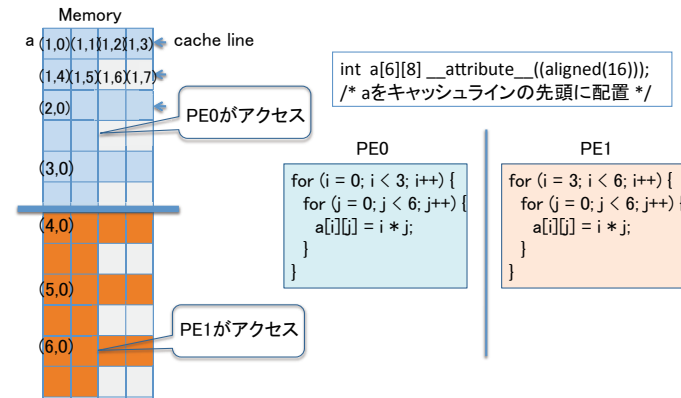 Memory
a (1,0)(1,1)(1,2)(1,3) cache line
(1,4)(1,5)(1,6)(1,7)
(2,0)
(3,0)
(4,0)
(5,0)
(6,0)
PE0がアクセス
PE1がアクセス
int a[6][8] __attribute__((aligned(16)));
/* aをキャッシュラインの先頭に配置 */
PE0
for (i = 0; i < 3; i++) {
for (j = 0; j < 6; j++) {
a[i][j] = i * j;
}
}
PE1
for (i = 3; i < 6; i++) {
for (j = 0; j < 6; j++) {
a[i][j] = i * j;
}
}